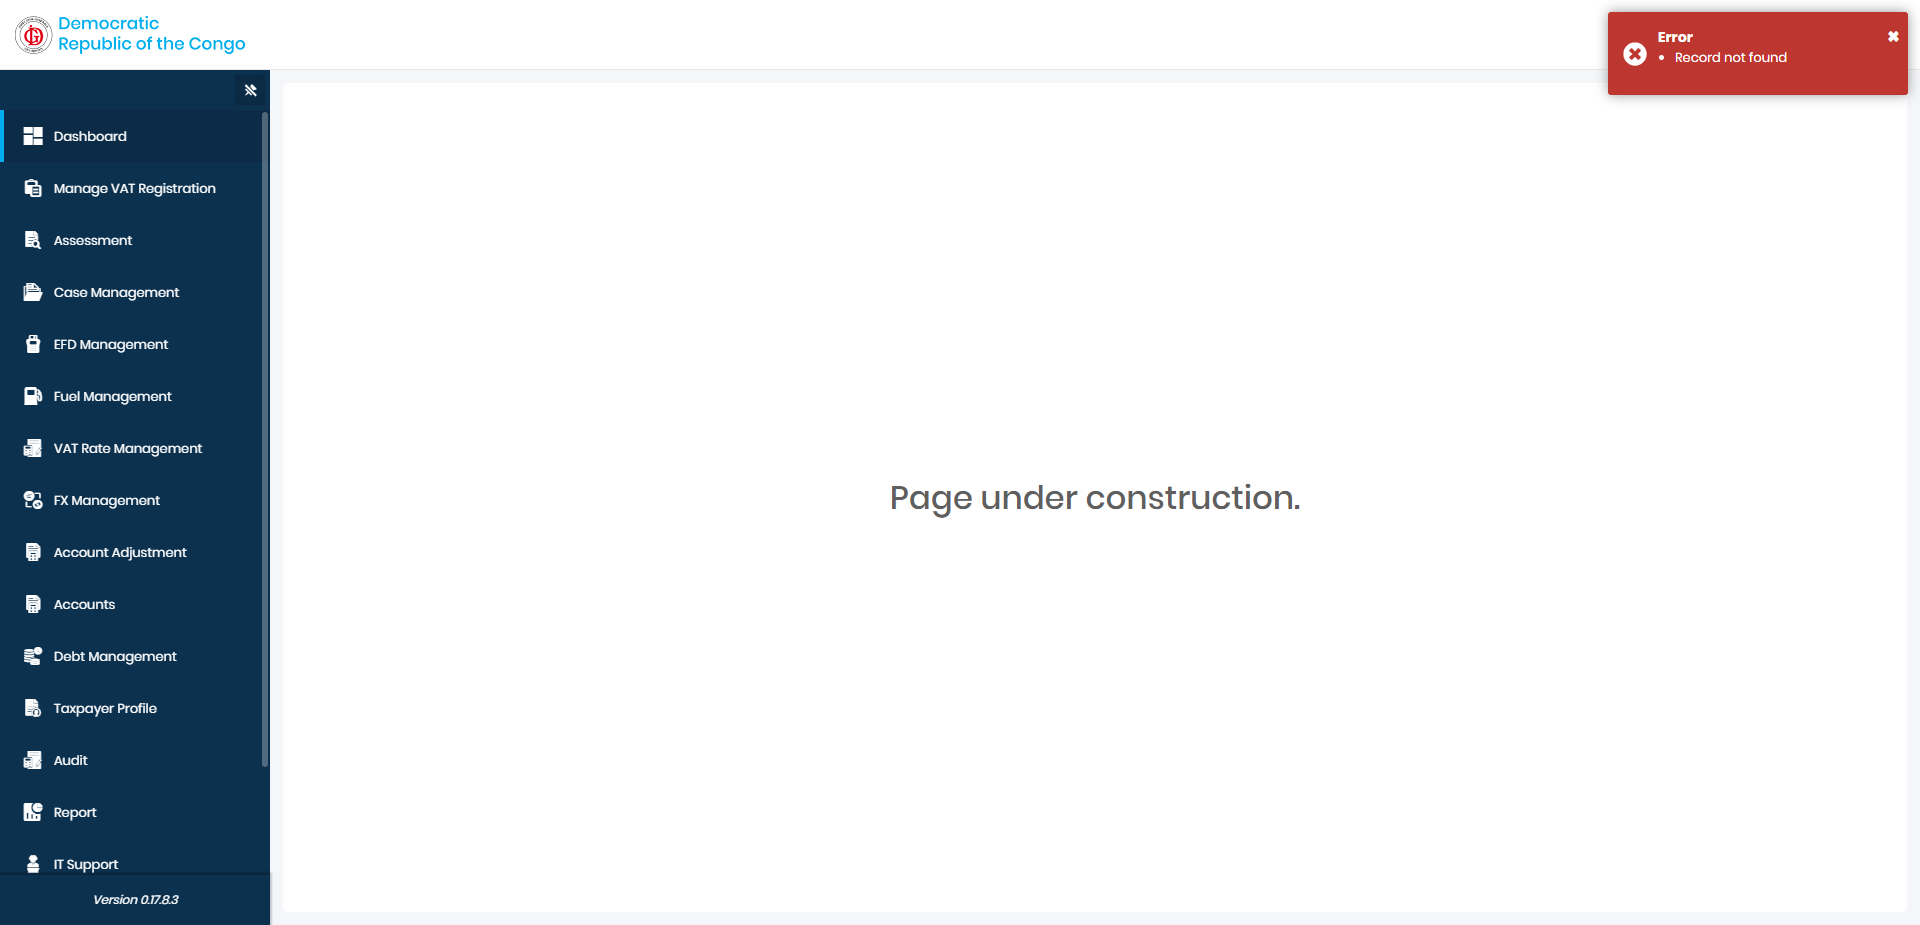 Democratic
Republic of the Congo
Error
Record not found
Dashboard
Manage VAT Registration
Assessment
Case Management
EFD Management
Fuel Management
VAT Rate Management
FX Management
Account Adjustment
Accounts
Debt Management
Taxpayer Profile
Audit
Report
IT Support
Version 0.17.8.3
Page under construction.